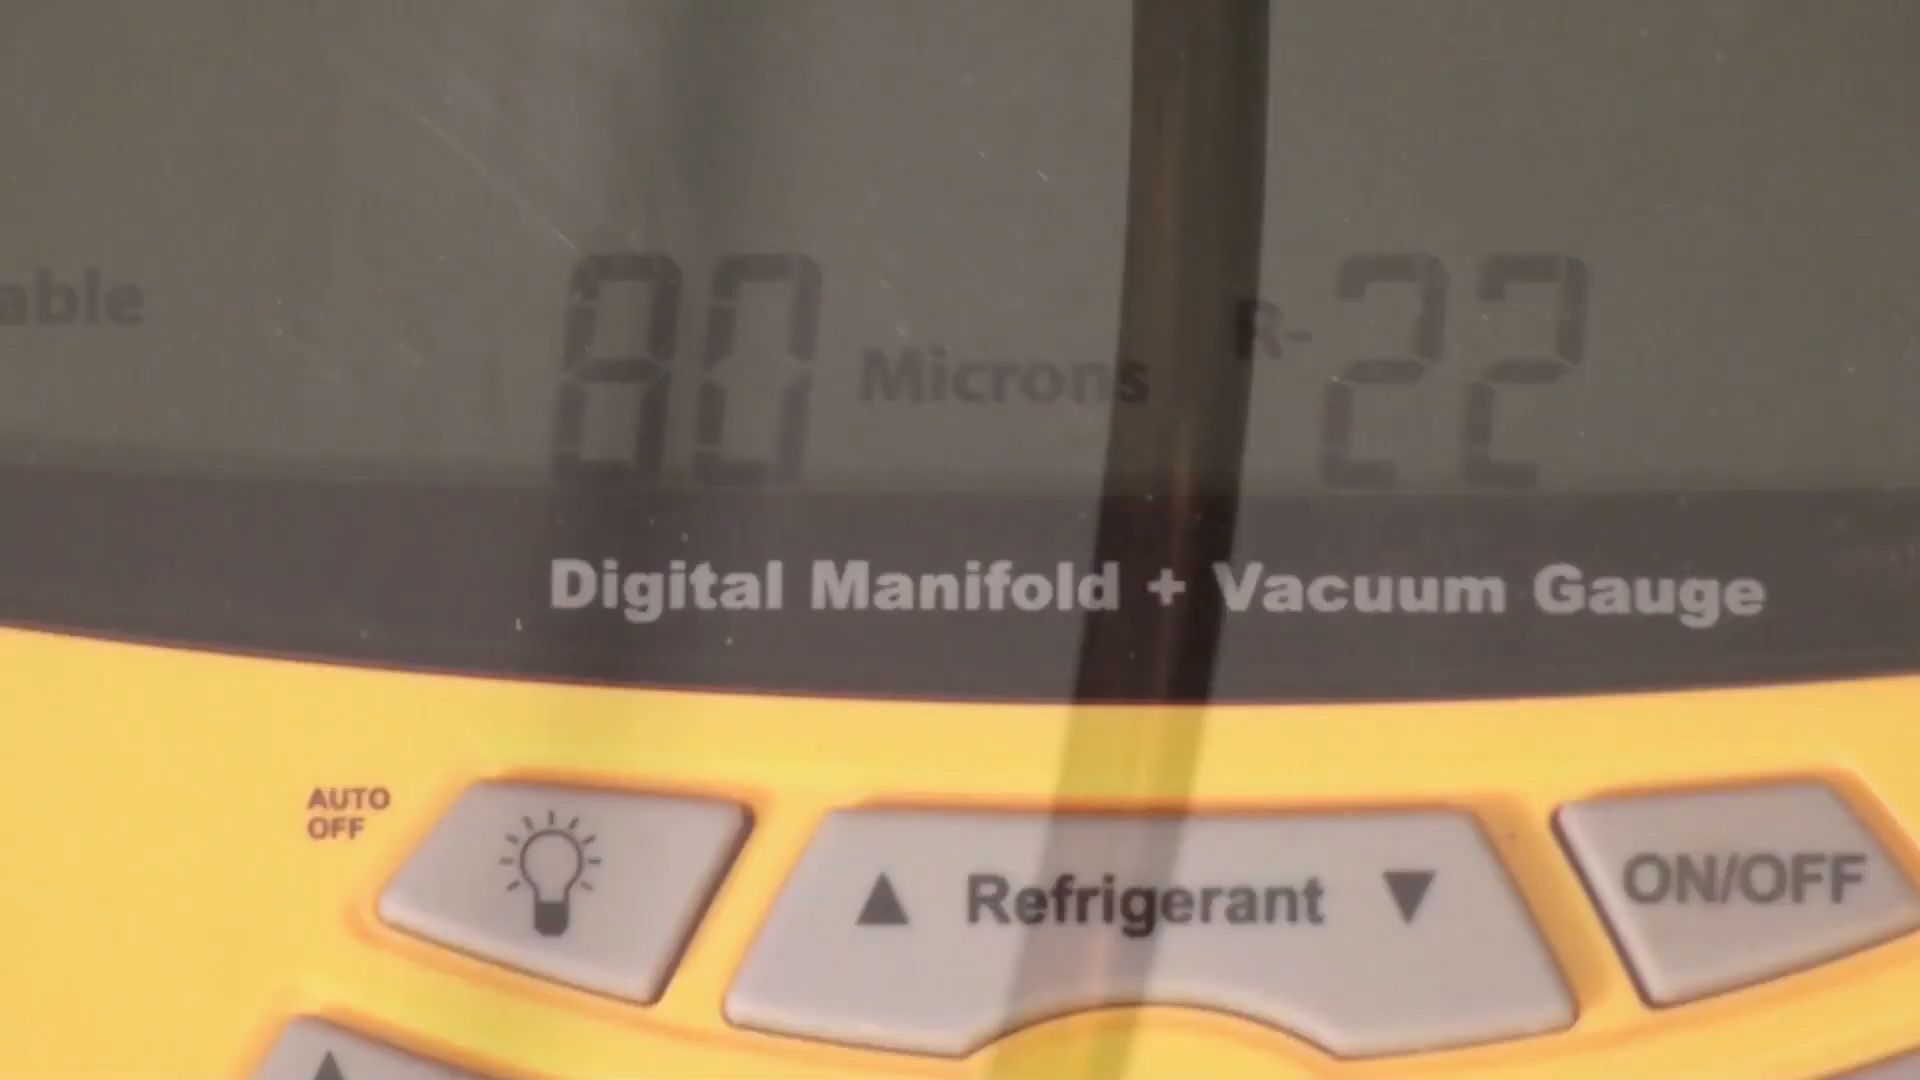 able
80 Microns
R-22
Digital Manifold + Vacuum Gauge
AUTO
OFF
▲ Refrigerant ▼
ON/OFF